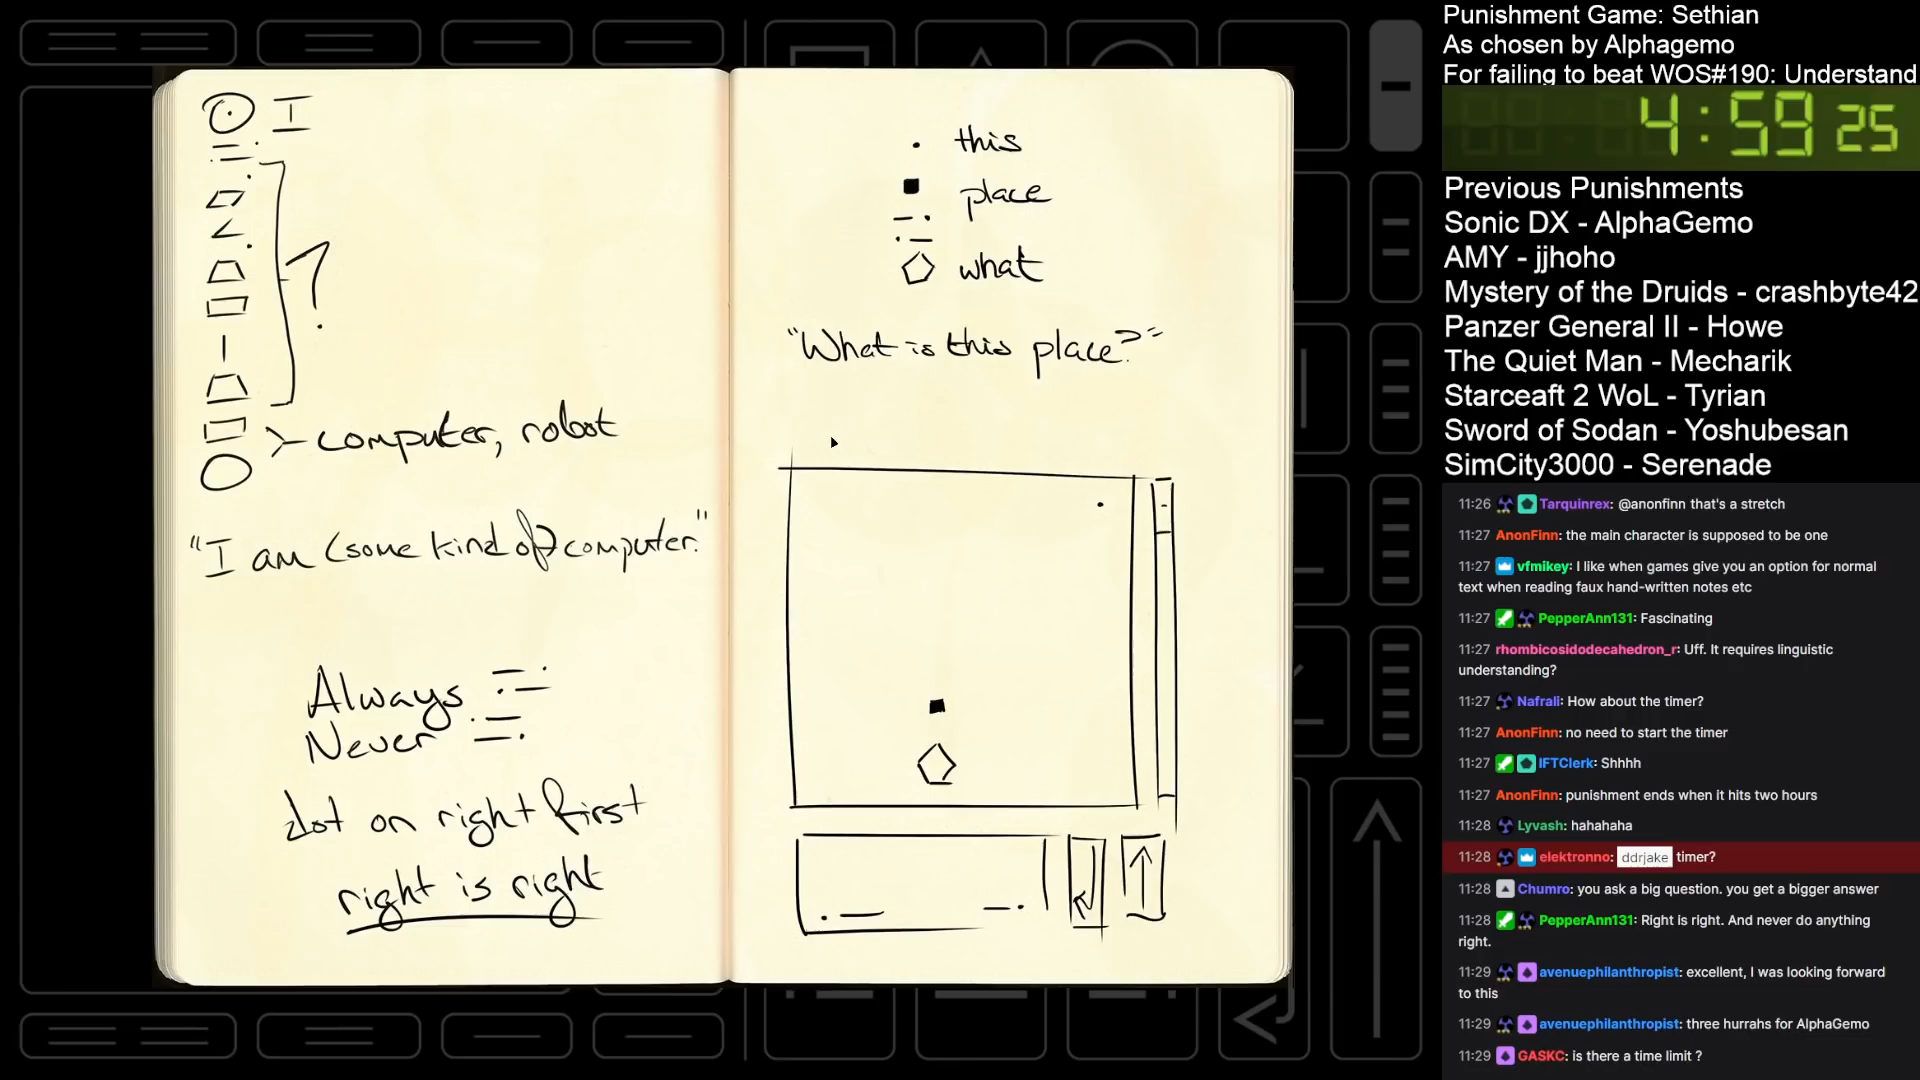 I
?
computer, robot
"I am (some kind of) computer."
Always
Never
dot on right first
right is right
this
place
what
"What is this place?"
Punishment Game: Sethian
As chosen by Alphagemo
For failing to beat WOS#190: Understand
4:59 25
Previous Punishments
Sonic DX - AlphaGemo
AMY - jjhoho
Mystery of the Druids - crashbyte42
Panzer General II - Howe
The Quiet Man - Mecharik
Starceaft 2 WoL - Tyrian
Sword of Sodan - Yoshubesan
SimCity3000 - Serenade
11:26 Tarquinrex: @anonfinn that's a stretch
11:27 AnonFinn: the main character is supposed to be one
11:27 vfmikey: I like when games give you an option for normal
text when reading faux hand-written notes etc
11:27 PepperAnn131: Fascinating
11:27 rhombicosidodecahedron_r: Uff. It requires linguistic
understanding?
11:27 Nafrali: How about the timer?
11:27 AnonFinn: no need to start the timer
11:27 IFTClerk: Shhhh
11:27 AnonFinn: punishment ends when it hits two hours
11:28 Lyvash: hahahaha
11:28 elektronno: ddrjake timer?
11:28 Chumro: you ask a big question. you get a bigger answer
11:28 PepperAnn131: Right is right. And never do anything
right.
11:29 avenuephilanthropist: excellent, I was looking forward
to this
11:29 avenuephilanthropist: three hurrahs for AlphaGemo
11:29 GASKC: is there a time limit ?